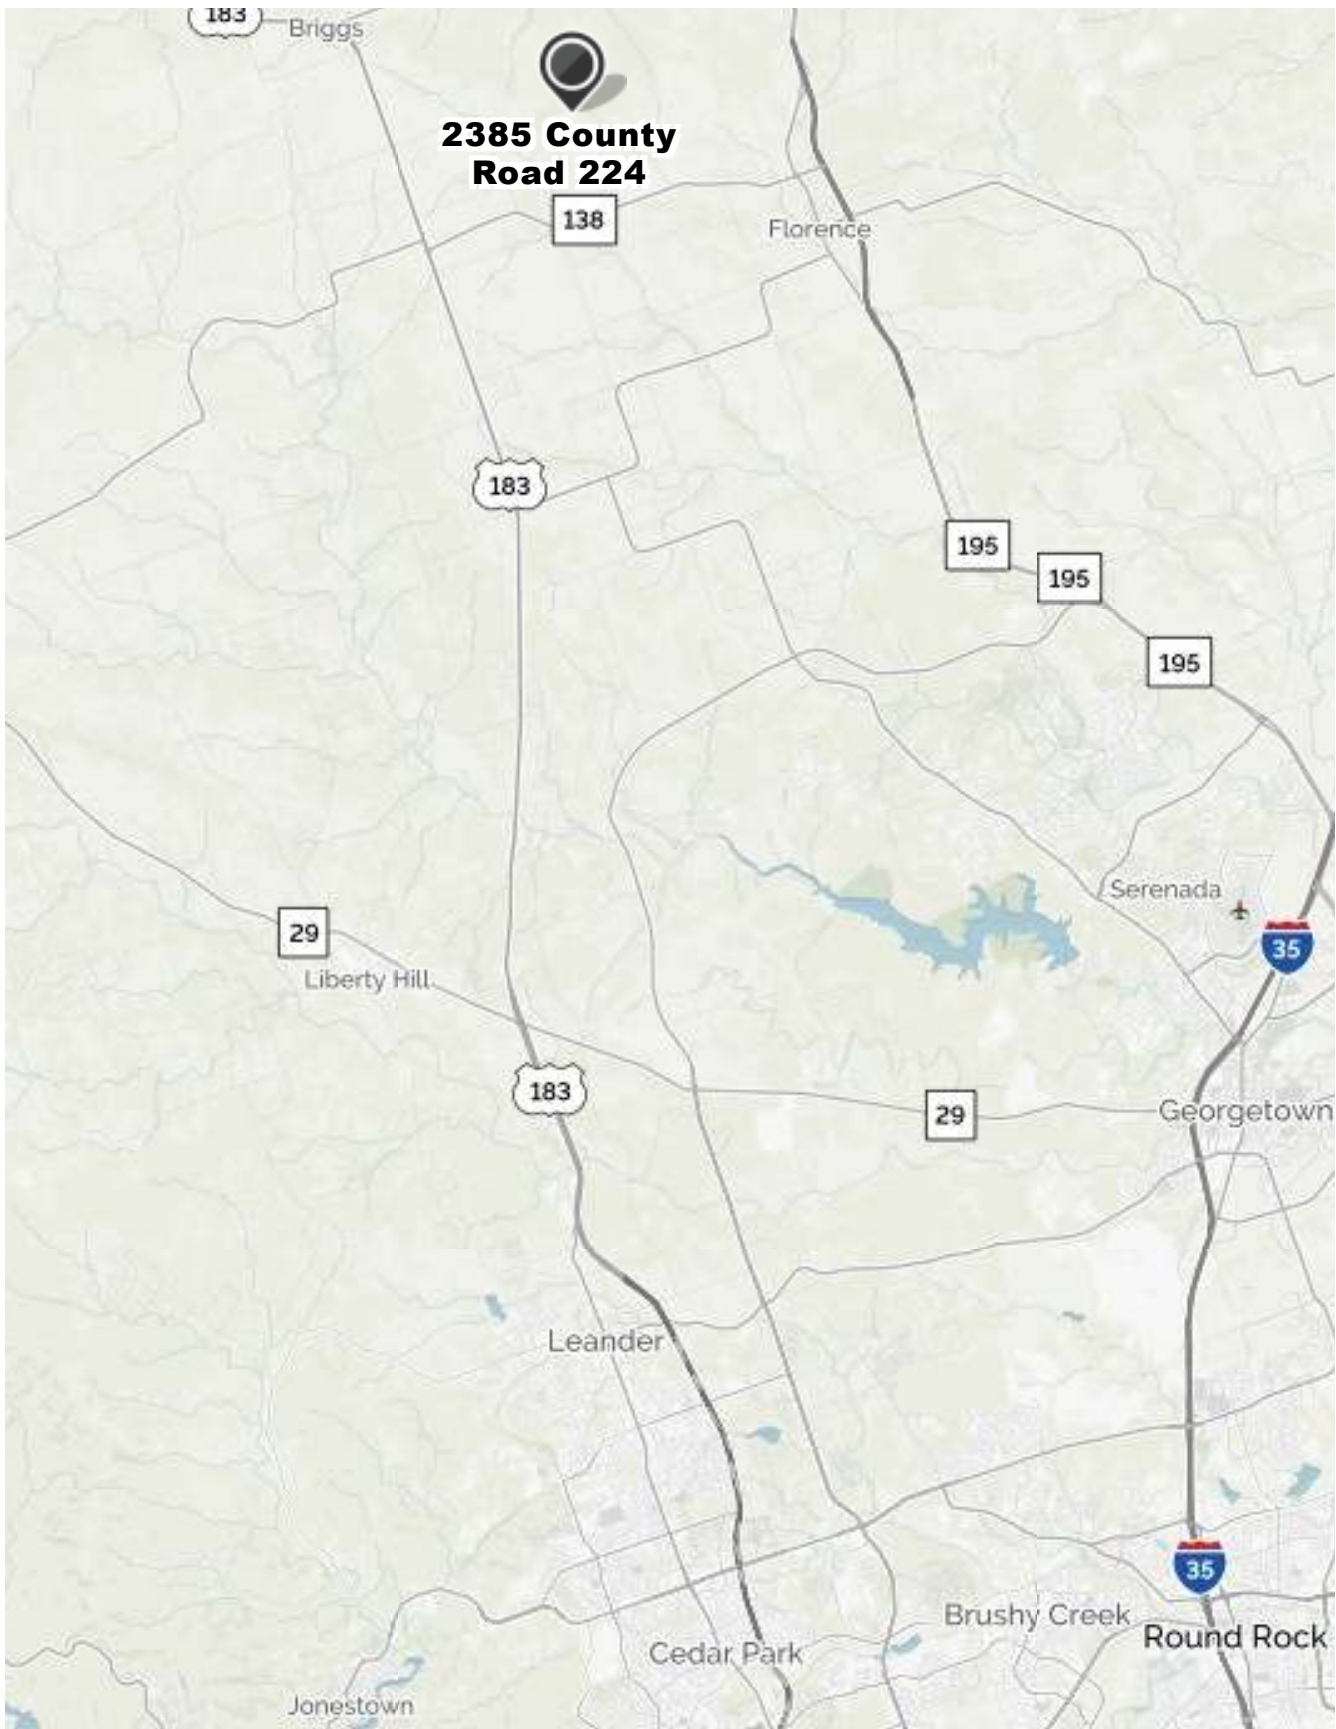 183
Briggs
2385 County
Road 224
138
Florence
183
195
195
195
Serenada
29
35
Liberty Hill
183
29
Georgetown
Leander
35
Brushy Creek
Round Rock
Cedar Park
Jonestown